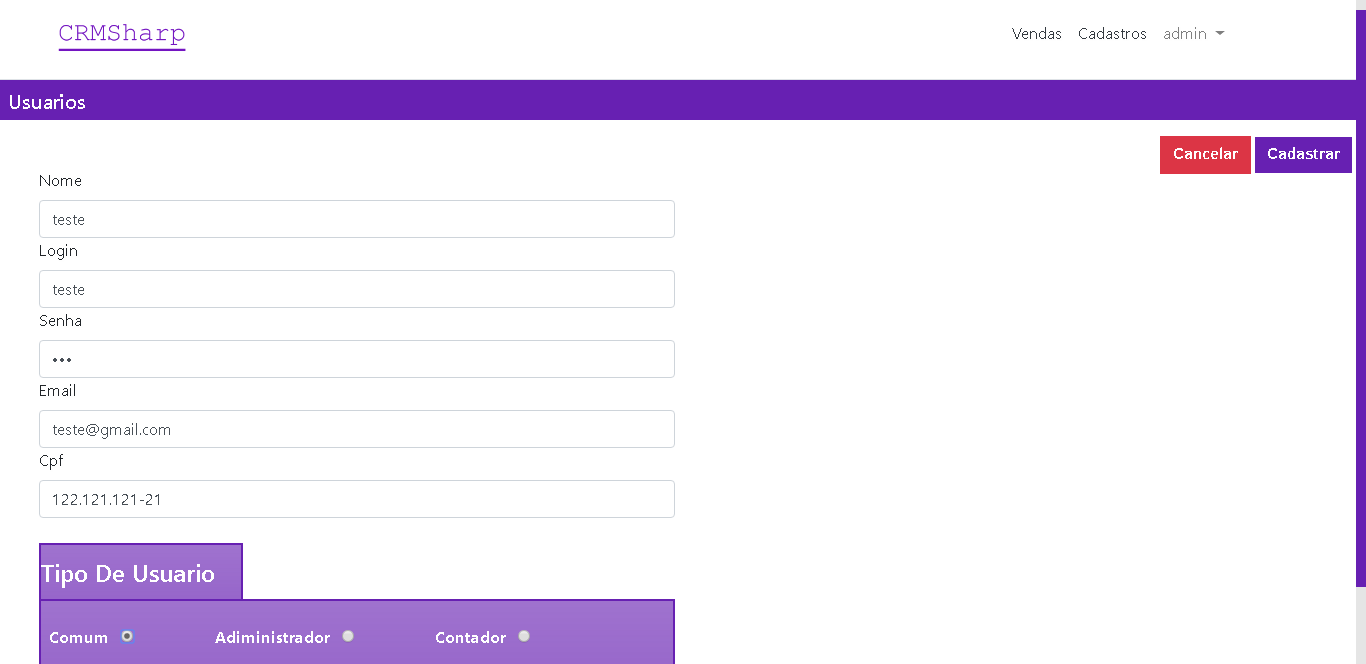 CRMSharp
Vendas Cadastros admin
Usuarios
Cancelar Cadastrar
Nome
teste
Login
teste
Senha
•••
Email
teste@gmail.com
Cpf
122.121.121-21
Tipo De Usuario
Comum Adiministrador Contador